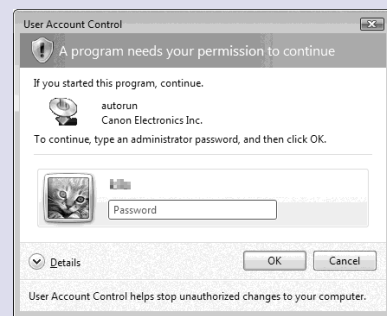 User Account Control
A program needs your permission to continue
If you started this program, continue.
autorun
Canon Electronics Inc.
To continue, type an administrator password, and then click OK.
Password
Details
OK
Cancel
User Account Control helps stop unauthorized changes to your computer.